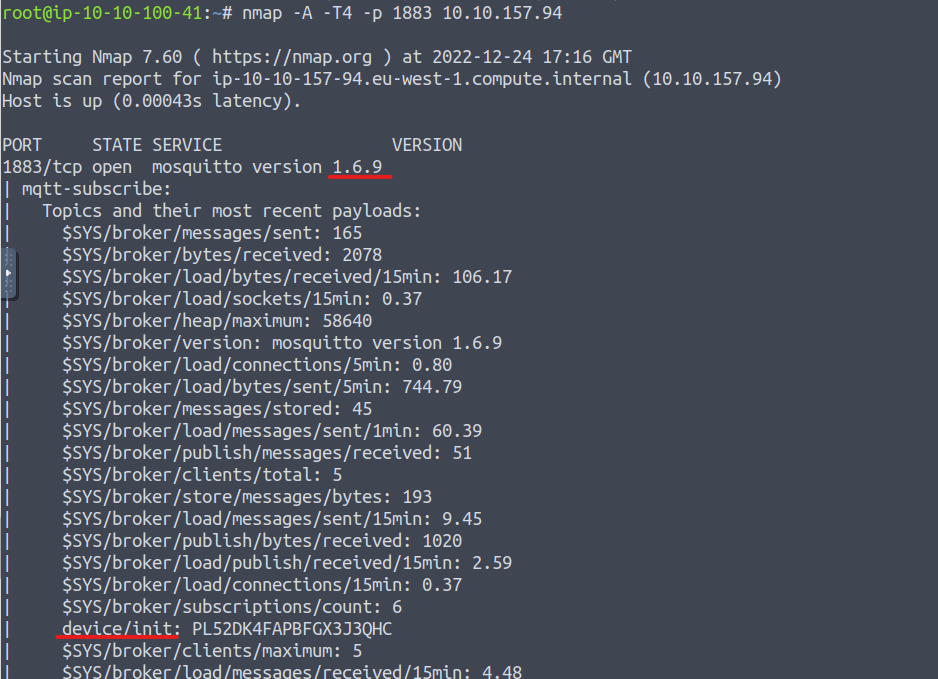 root@ip-10-10-100-41:~# nmap -A -T4 -p 1883 10.10.157.94
Starting Nmap 7.60 ( https://nmap.org ) at 2022-12-24 17:16 GMT
Nmap scan report for ip-10-10-157-94.eu-west-1.compute.internal (10.10.157.94)
Host is up (0.00043s latency).
PORT     STATE SERVICE                 VERSION
1883/tcp open  mosquitto version 1.6.9
| mqtt-subscribe:
|   Topics and their most recent payloads:
|     $SYS/broker/messages/sent: 165
|     $SYS/broker/bytes/received: 2078
|     $SYS/broker/load/bytes/received/15min: 106.17
|     $SYS/broker/load/sockets/15min: 0.37
|     $SYS/broker/heap/maximum: 58640
|     $SYS/broker/version: mosquitto version 1.6.9
|     $SYS/broker/load/connections/5min: 0.80
|     $SYS/broker/load/bytes/sent/5min: 744.79
|     $SYS/broker/messages/stored: 45
|     $SYS/broker/load/messages/sent/1min: 60.39
|     $SYS/broker/publish/messages/received: 51
|     $SYS/broker/clients/total: 5
|     $SYS/broker/store/messages/bytes: 193
|     $SYS/broker/load/messages/sent/15min: 9.45
|     $SYS/broker/publish/bytes/received: 1020
|     $SYS/broker/load/publish/received/15min: 2.59
|     $SYS/broker/load/connections/15min: 0.37
|     $SYS/broker/subscriptions/count: 6
|     device/init: PL52DK4FAPBFGX3J3QHC
|     $SYS/broker/clients/maximum: 5
|     $SYS/broker/load/messages/received/15min: 4.48